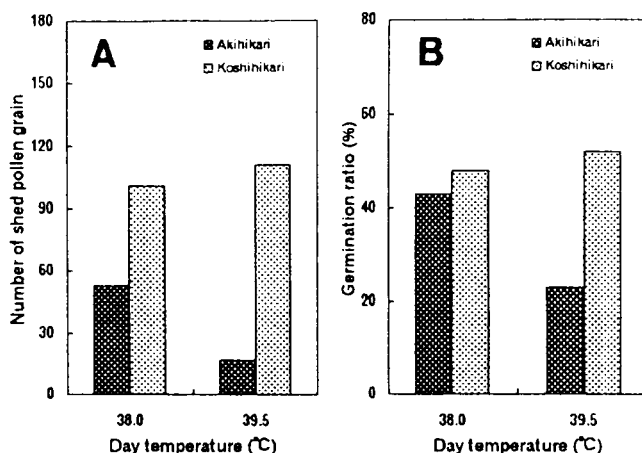 A
Akihikari
Koshihikari
Number of shed pollen grain
180
150
120
90
60
30
0
38.0
39.5
Day temperature (°C)
B
Akihikari
Koshihikari
Germination ratio (%)
80
60
40
20
0
38.0
39.5
Day temperature (°C)